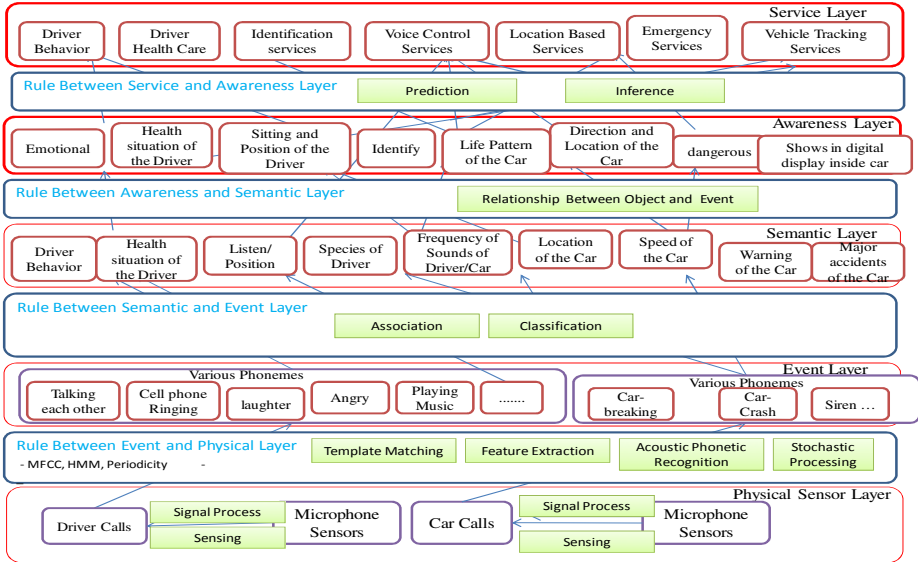 Service Layer
Driver
Behavior
Driver
Health Care
Identification
services
Voice Control
Services
Location Based
Services
Emergency
Services
Vehicle Tracking
Services
Rule Between Service and Awareness Layer
Prediction
Inference
Awareness Layer
Emotional
Health
situation of
the Driver
Sitting and
Position of the
Driver
Identify
Life Pattern
of the Car
Direction and
Location of the
Car
dangerous
Shows in digital
display inside car
Rule Between Awareness and Semantic Layer
Relationship Between Object and Event
Semantic Layer
Driver
Behavior
Health
situation of
the Driver
Listen/
Position
Species of
Driver
Frequency of
Sounds of
Driver/Car
Location
of the Car
Speed of
the Car
Warning
of the Car
Major
accidents
of the Car
Rule Between Semantic and Event Layer
Association
Classification
Event Layer
Various Phonemes
Talking
each other
Cell phone
Ringing
laughter
Angry
Playing
Music
.......
Various Phonemes
Car-
breaking
Car-
Crash
Siren ...
Rule Between Event and Physical Layer
- MFCC, HMM, Periodicity -
Template Matching
Feature Extraction
Acoustic Phonetic
Recognition
Stochastic
Processing
Physical Sensor Layer
Driver Calls
Signal Process
Sensing
Microphone
Sensors
Car Calls
Signal Process
Sensing
Microphone
Sensors